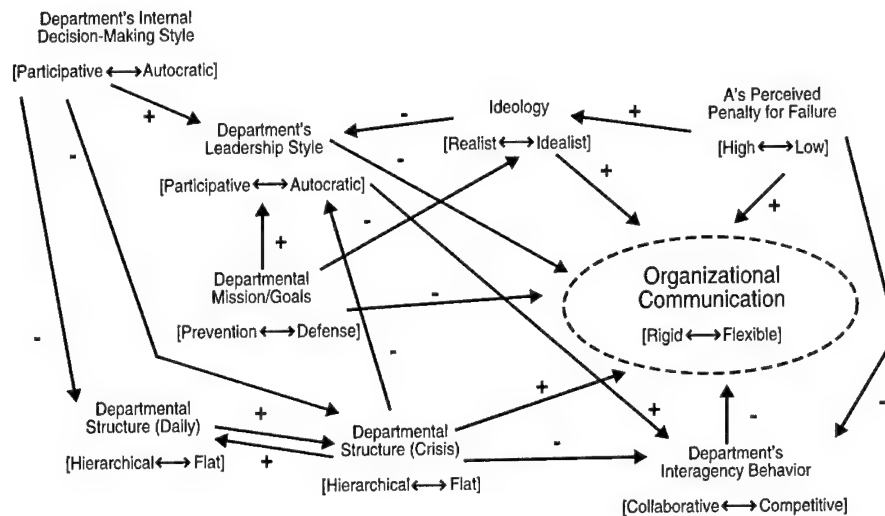 Department's Internal
Decision-Making Style
[Participative ⟷ Autocratic]
+
-
-
Department's
Leadership Style
[Participative ⟷ Autocratic]
-
Ideology
[Realist ⟷ Idealist]
+
A's Perceived
Penalty for Failure
[High ⟷ Low]
-
+
+
-
+
Departmental
Mission/Goals
[Prevention ⟷ Defense]
-
-
Organizational
Communication
[Rigid ⟷ Flexible]
-
+
+
-
-
Departmental
Structure (Daily)
[Hierarchical ⟷ Flat]
+
+
Departmental
Structure (Crisis)
[Hierarchical ⟷ Flat]
-
Department's
Interagency Behavior
[Collaborative ⟷ Competitive]